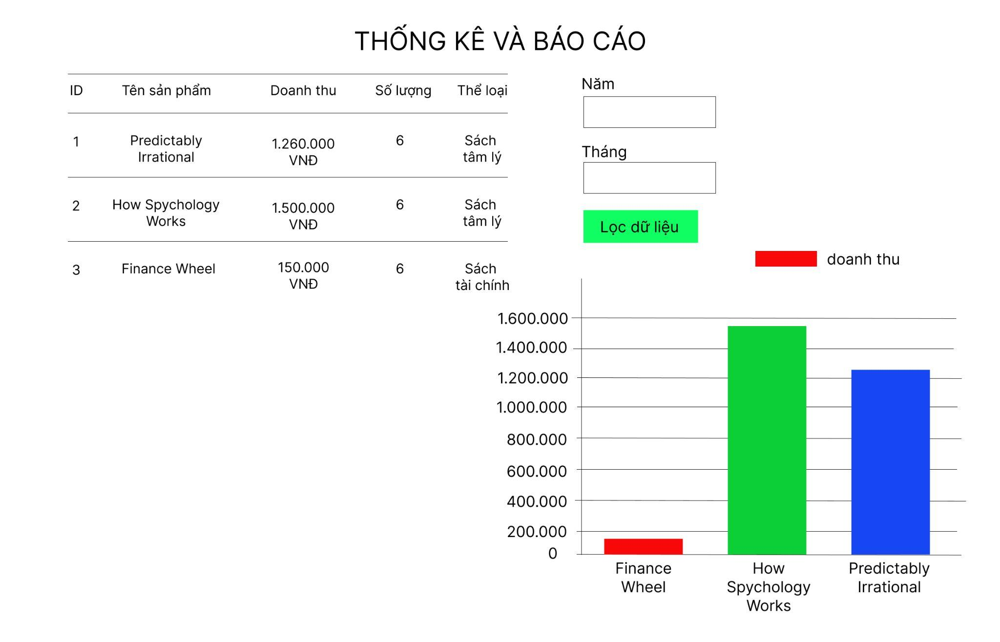 THỐNG KÊ VÀ BÁO CÁO
ID Tên sản phẩm Doanh thu Số lượng Thể loại
1 Predictably Irrational 1.260.000 VNĐ 6 Sách tâm lý
2 How Spychology Works 1.500.000 VNĐ 6 Sách tâm lý
3 Finance Wheel 150.000 VNĐ 6 Sách tài chính
Năm
Tháng
Lọc dữ liệu
doanh thu
1.600.000
1.400.000
1.200.000
1.000.000
800.000
600.000
400.000
200.000
0
Finance Wheel
How Spychology Works
Predictably Irrational